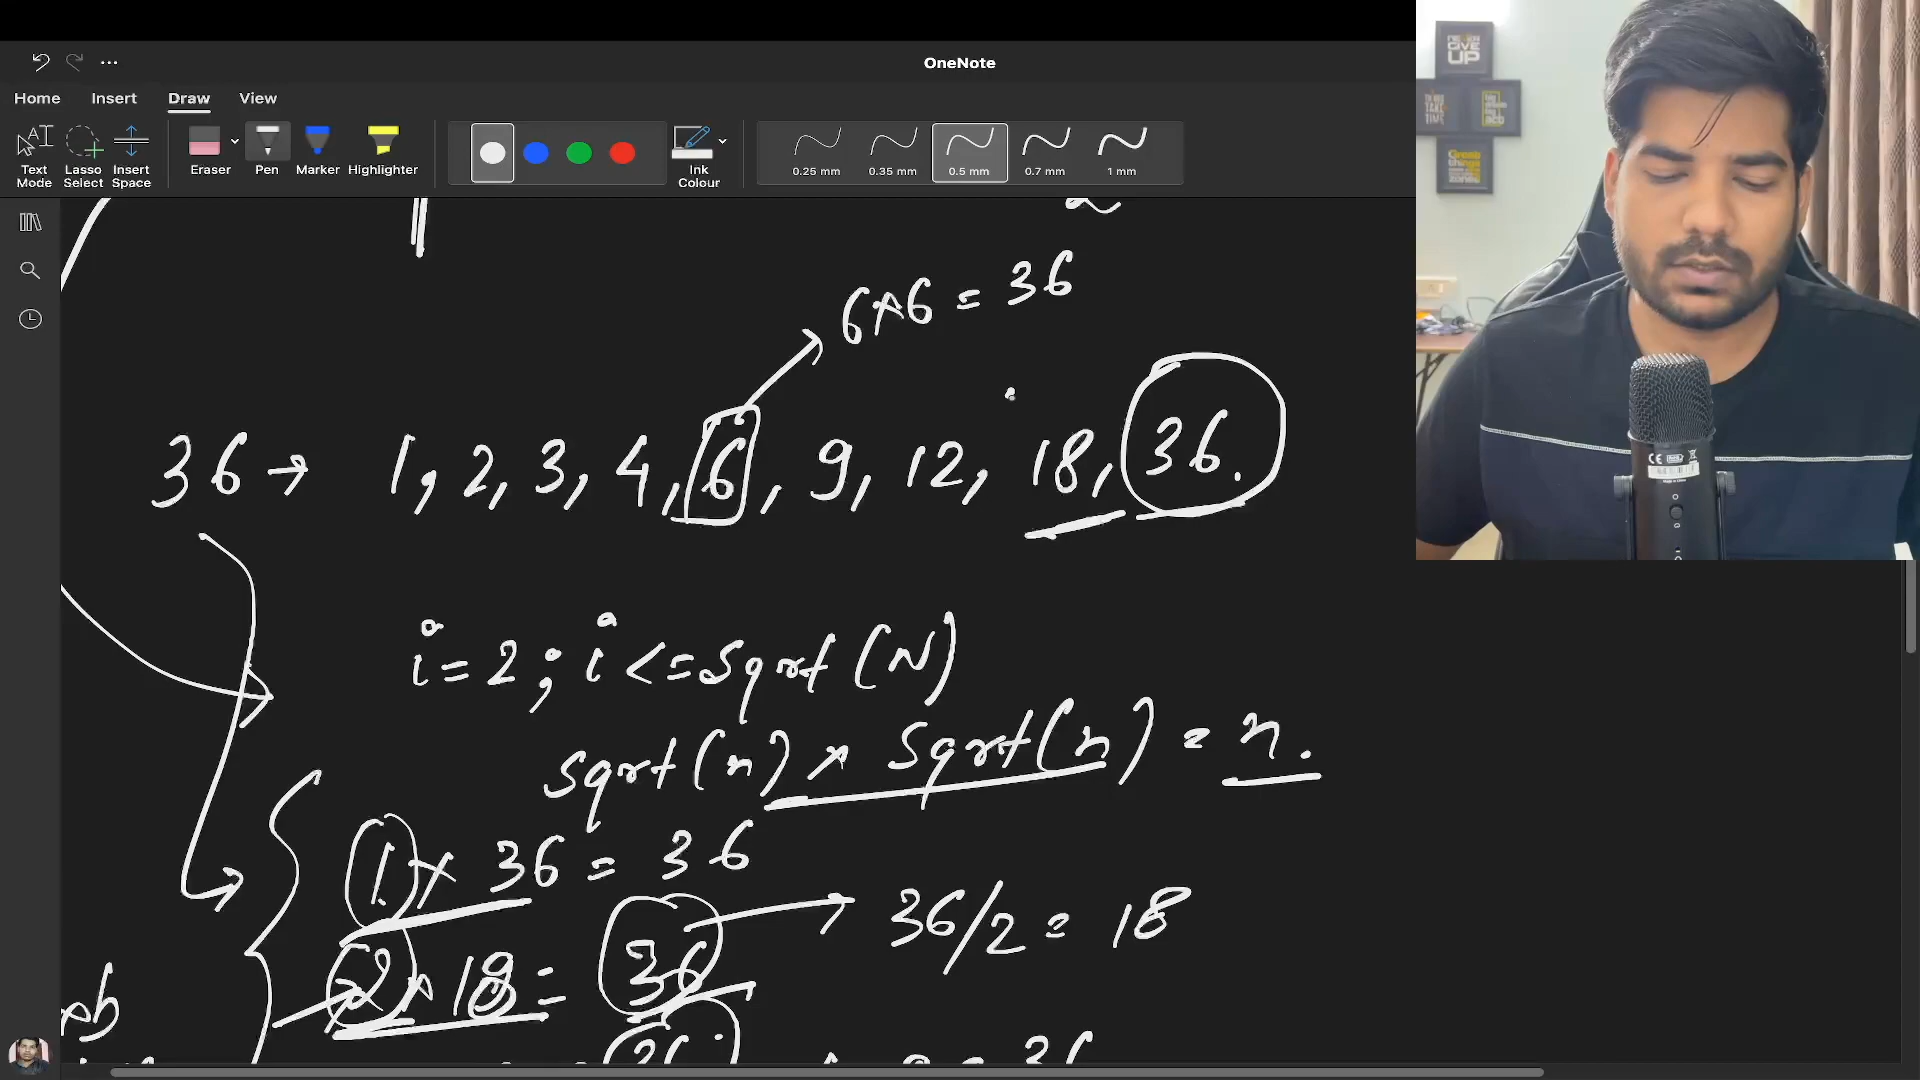 OneNote
Home Insert Draw View
Text Mode
Lasso Select
Insert Space
Eraser
Pen
Marker
Highlighter
Ink Colour
0.25 mm
0.35 mm
0.5 mm
0.7 mm
1 mm
GIVE UP
6×6 = 36
36 → 1, 2, 3, 4, 6, 9, 12, 18, 36.
i=2; i<=sqrt(N)
sqrt(n) × sqrt(n) = n.
1 × 36 = 36
36/2 = 18
2 × 18 = 36
CE